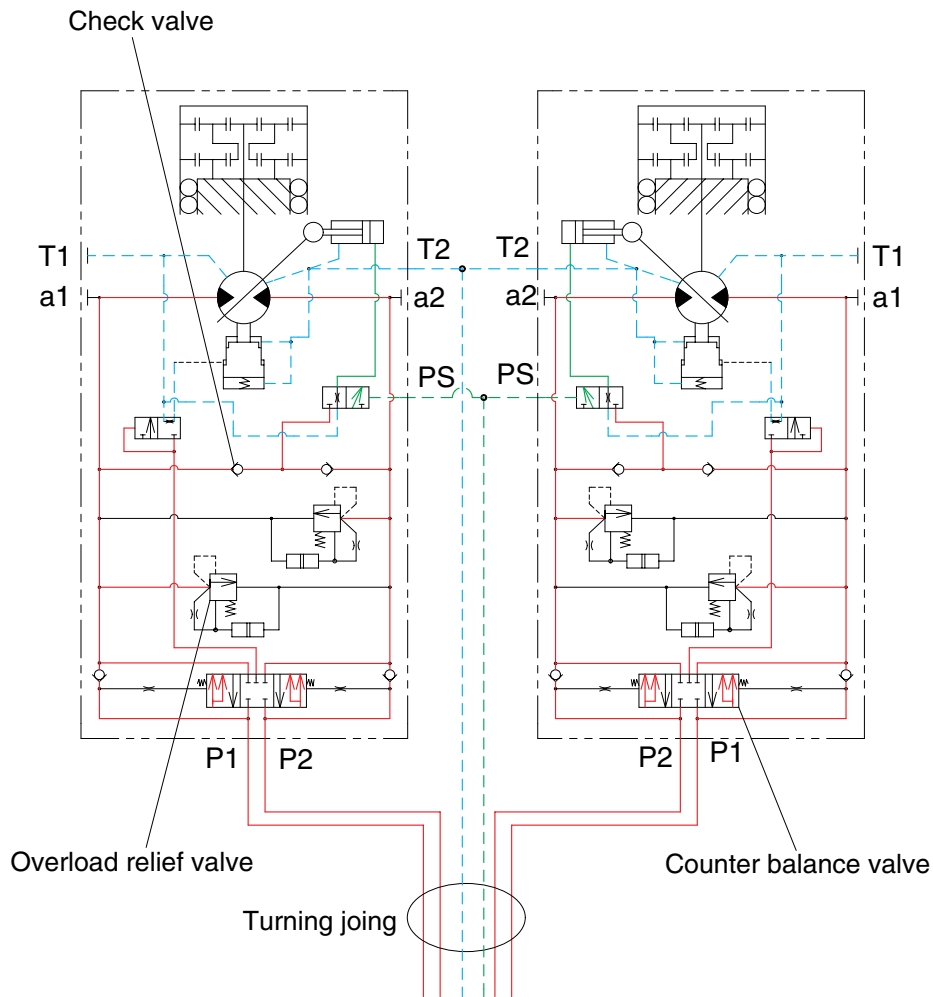 Check valve
T1
T2
T2
T1
a1
a2
a2
a1
PS
PS
P1
P2
P2
P1
Overload relief valve
Counter balance valve
Turning joing